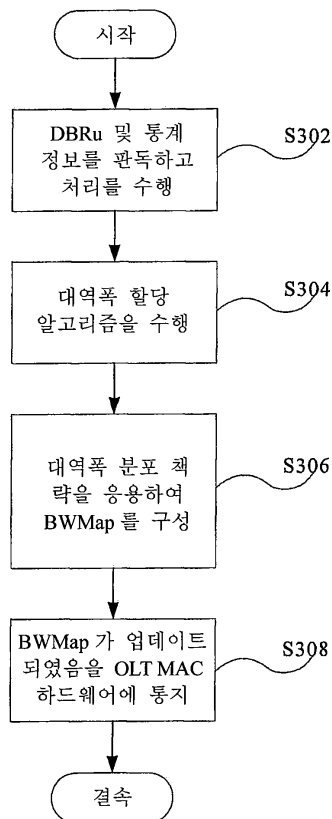 시작
DBRu 및 통계
정보를 판독하고
처리를 수행
S302
대역폭 할당
알고리즘을 수행
S304
대역폭 분포 책
략을 응용하여
BWMap 를 구성
S306
BWMap 가 업데이트
되였음을 OLT MAC
하드웨어에 통지
S308
결속